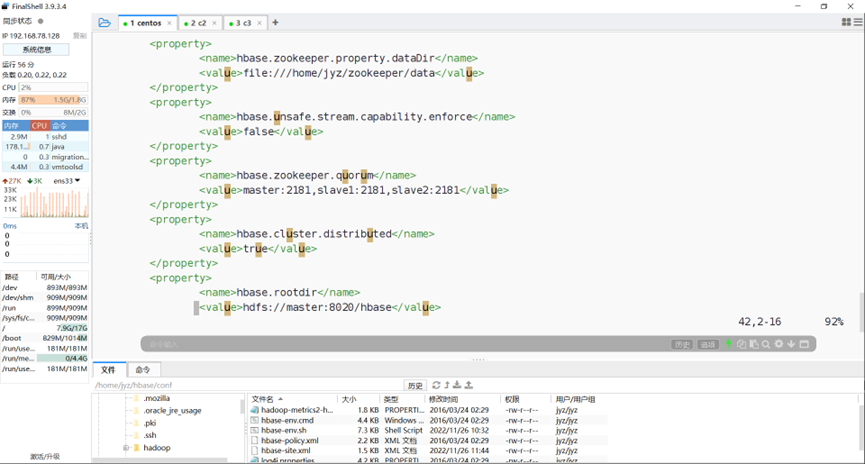 FinalShell 3.9.3.4
同步状态
IP 192.168.78.128 复制
系统信息
运行 56 分
负载 0.20, 0.22, 0.22
CPU 2%
内存 87% 1.5G/1.8G
交换 0% 8M/2G
内存 CPU 命令
2.9M 1 sshd
178.1... 0.7 java
0 0.3 migration...
4.4M 0.3 vmtoolsd
27K 3K ens33
33K
23K
11K
0ms 本机
0
0
0
路径 可用/大小
/dev 893M/893M
/dev/shm 909M/909M
/run 899M/909M
/sys/fs/c... 909M/909M
/ 7.9G/17G
/boot 829M/1014M
/run/use... 181M/181M
/run/me... 0/4.4G
/run/use... 181M/181M
激活/升级
1 centos
2 c2
3 c3
<property>
<name>hbase.zookeeper.property.dataDir</name>
<value>file:///home/jyz/zookeeper/data</value>
</property>
<property>
<name>hbase.unsafe.stream.capability.enforce</name>
<value>false</value>
</property>
<property>
<name>hbase.zookeeper.quorum</name>
<value>master:2181,slave1:2181,slave2:2181</value>
</property>
<property>
<name>hbase.cluster.distributed</name>
<value>true</value>
</property>
<property>
<name>hbase.rootdir</name>
<value>hdfs://master:8020/hbase</value>
42,2-16 92%
命令输入 历史 选项
文件 命令
/home/jyz/hbase/conf 历史
.mozilla
.oracle_jre_usage
.pki
.ssh
hadoop
文件名 大小 类型 修改时间 权限 用户/用户组
hadoop-metrics2-h... 1.8 KB PROPERTI... 2016/03/24 02:29 -rw-r--r-- jyz/jyz
hbase-env.cmd 4.4 KB Windows ... 2016/03/24 02:29 -rw-r--r-- jyz/jyz
hbase-env.sh 7.3 KB Shell Script 2022/11/26 10:32 -rw-r--r-- jyz/jyz
hbase-policy.xml 2.2 KB XML 文档 2016/03/24 02:29 -rw-r--r-- jyz/jyz
hbase-site.xml 1.5 KB XML 文档 2022/11/26 11:44 -rw-r--r-- jyz/jyz
log4j.properties 4.2 KB PROPERTI... 2016/03/24 02:29 -rw-r--r-- jyz/jyz